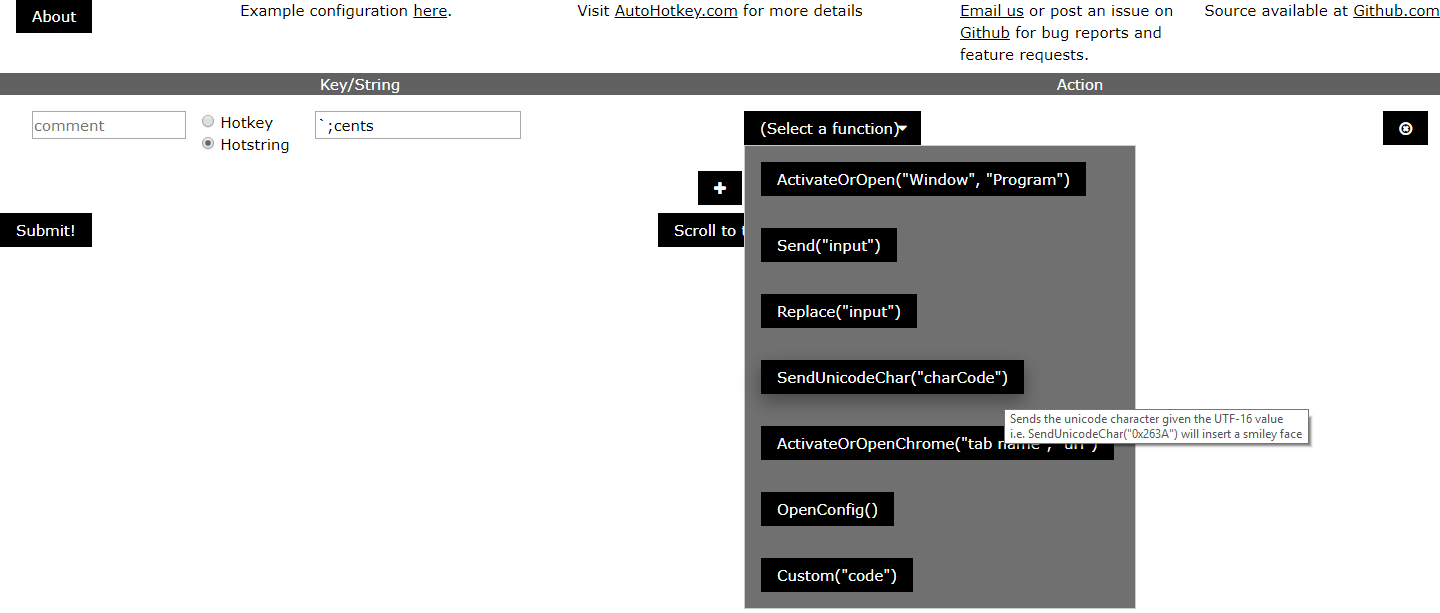 About
Example configuration here.
Visit AutoHotkey.com for more details
Email us or post an issue on
Github for bug reports and
feature requests.
Source available at Github.com
Key/String
Action
comment
Hotkey
Hotstring
`;cents
(Select a function)
ActivateOrOpen("Window", "Program")
Submit!
Scroll to
Send("input")
Replace("input")
SendUnicodeChar("charCode")
Sends the unicode character given the UTF-16 value
i.e. SendUnicodeChar("0x263A") will insert a smiley face
ActivateOrOpenChrome("tab name", "url")
OpenConfig()
Custom("code")